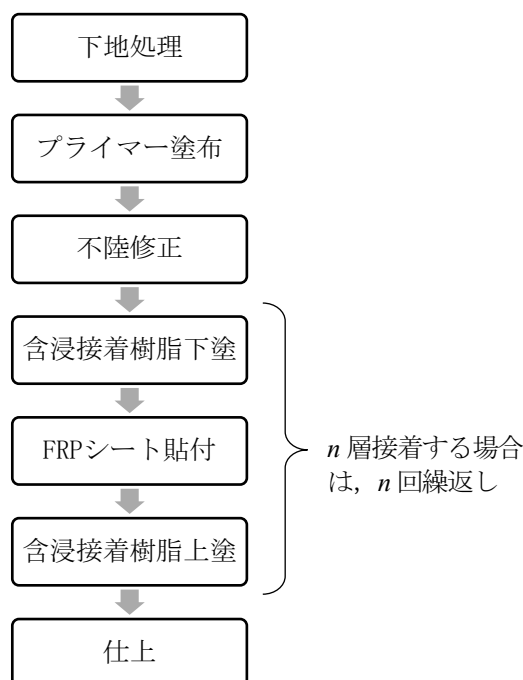 下地処理
プライマー塗布
不陸修正
含浸接着樹脂下塗
FRPシート貼付
含浸接着樹脂上塗
仕上
n 層接着する場合
は，n 回繰返し